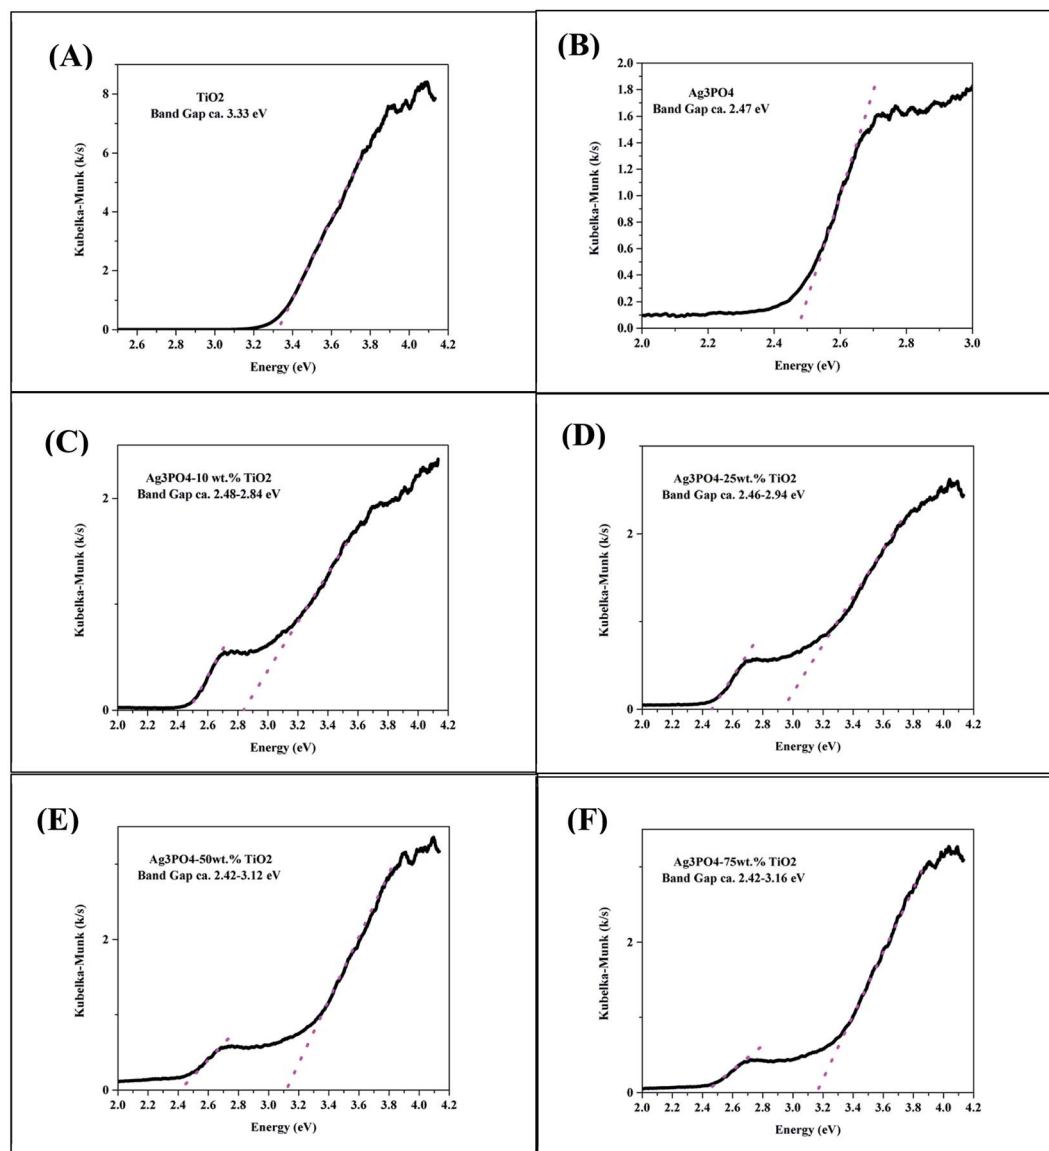 (A)
TiO2
Band Gap ca. 3.33 eV
Kubelka-Munk (k/s)
8
6
4
2
0
2.6 2.8 3.0 3.2 3.4 3.6 3.8 4.0 4.2
Energy (eV)
(B)
Ag3PO4
Band Gap ca. 2.47 eV
Kubelka-Munk (k/s)
2.0
1.8
1.6
1.4
1.2
1.0
0.8
0.6
0.4
0.2
0.0
2.0 2.2 2.4 2.6 2.8 3.0
Energy (eV)
(C)
Ag3PO4-10 wt.% TiO2
Band Gap ca. 2.48-2.84 eV
Kubelka-Munk (k/s)
2
0
2.0 2.2 2.4 2.6 2.8 3.0 3.2 3.4 3.6 3.8 4.0 4.2
Energy (eV)
(D)
Ag3PO4-25wt.% TiO2
Band Gap ca. 2.46-2.94 eV
Kubelka-Munk (k/s)
2
0
2.0 2.2 2.4 2.6 2.8 3.0 3.2 3.4 3.6 3.8 4.0 4.2
Energy (eV)
(E)
Ag3PO4-50wt.% TiO2
Band Gap ca. 2.42-3.12 eV
Kubelka-Munk (k/s)
2
0
2.0 2.2 2.4 2.6 2.8 3.0 3.2 3.4 3.6 3.8 4.0 4.2
Energy (eV)
(F)
Ag3PO4-75wt.% TiO2
Band Gap ca. 2.42-3.16 eV
Kubelka-Munk (k/s)
2
0
2.0 2.2 2.4 2.6 2.8 3.0 3.2 3.4 3.6 3.8 4.0 4.2
Energy (eV)